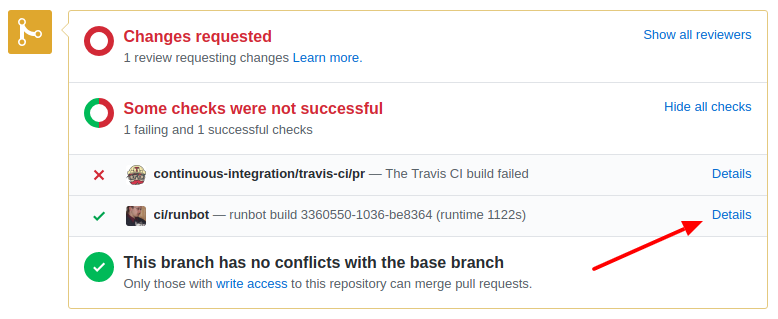 Changes requested
Show all reviewers
1 review requesting changes Learn more.
Some checks were not successful
Hide all checks
1 failing and 1 successful checks
continuous-integration/travis-ci/pr — The Travis CI build failed
Details
ci/runbot — runbot build 3360550-1036-be8364 (runtime 1122s)
Details
This branch has no conflicts with the base branch
Only those with write access to this repository can merge pull requests.